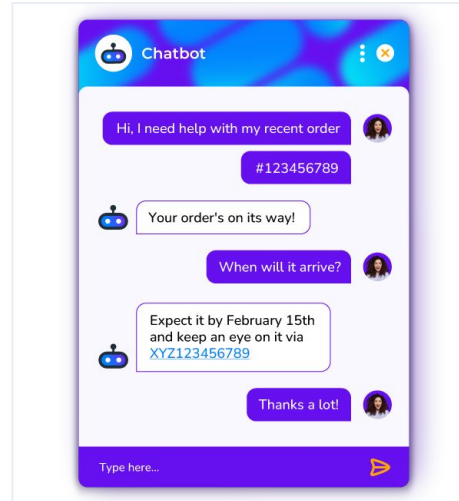 Chatbot
Hi, I need help with my recent order
#123456789
Your order's on its way!
When will it arrive?
Expect it by February 15th
and keep an eye on it via
XYZ123456789
Thanks a lot!
Type here...